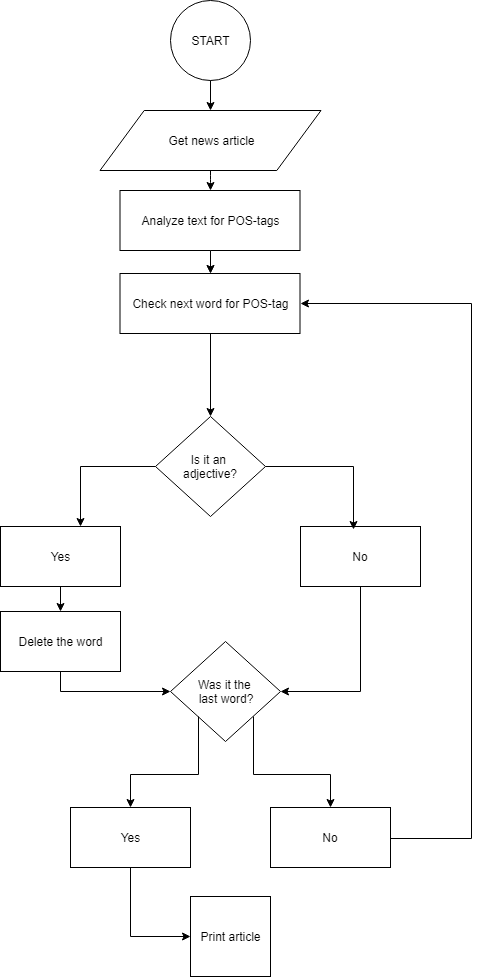 START
Get news article
Analyze text for POS-tags
Check next word for POS-tag
Is it an
adjective?
Yes
No
Delete the word
Was it the
last word?
Yes
No
Print article